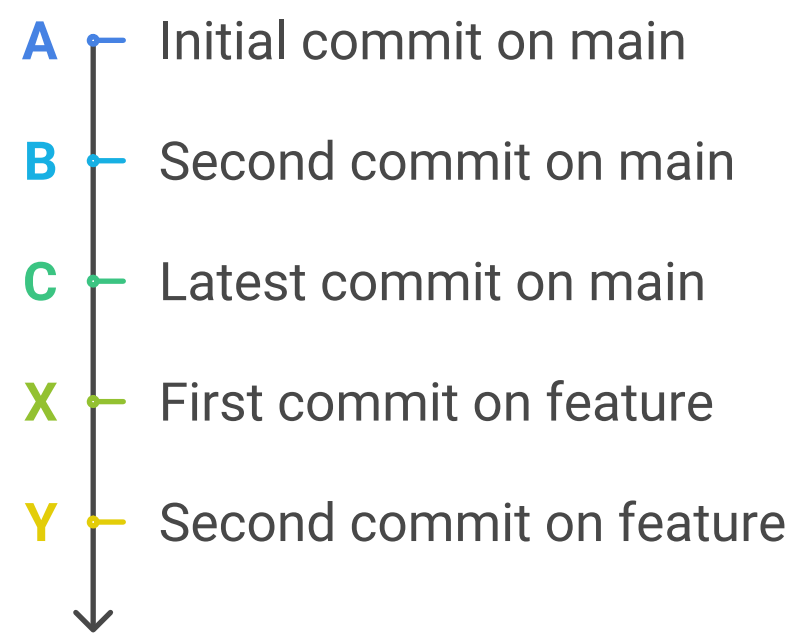 A Initial commit on main
B Second commit on main
C Latest commit on main
X First commit on feature
Y Second commit on feature